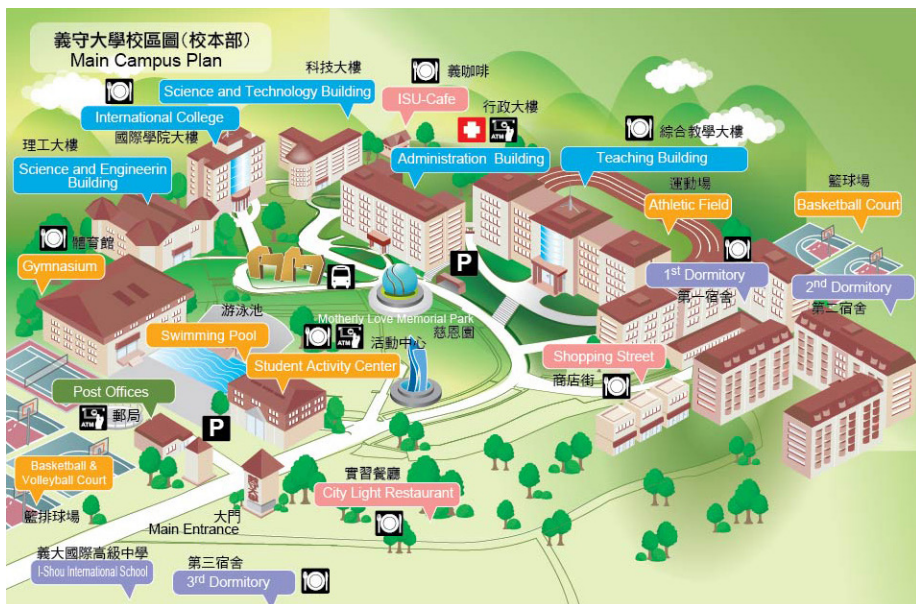 義守大學校區圖(校本部)
Main Campus Plan
科技大樓
Science and Technology Building
義咖啡
ISU-Cafe
International College
國際學院大樓
行政大樓
ATM
Administration Building
綜合教學大樓
Teaching Building
理工大樓
Science and Engineerin
Building
運動場
Athletic Field
籃球場
Basketball Court
體育館
Gymnasium
P
1st Dormitory
第一宿舍
2nd Dormitory
第二宿舍
游泳池
Swimming Pool
Motherly Love Memorial Park
慈恩園
ATM
活動中心
Student Activity Center
Shopping Street
商店街
Post Offices
ATM
郵局
P
Basketball &
Volleyball Court
籃排球場
大門
Main Entrance
實習餐廳
City Light Restaurant
義大國際高級中學
I-Shou International School
第三宿舍
3rd Dormitory